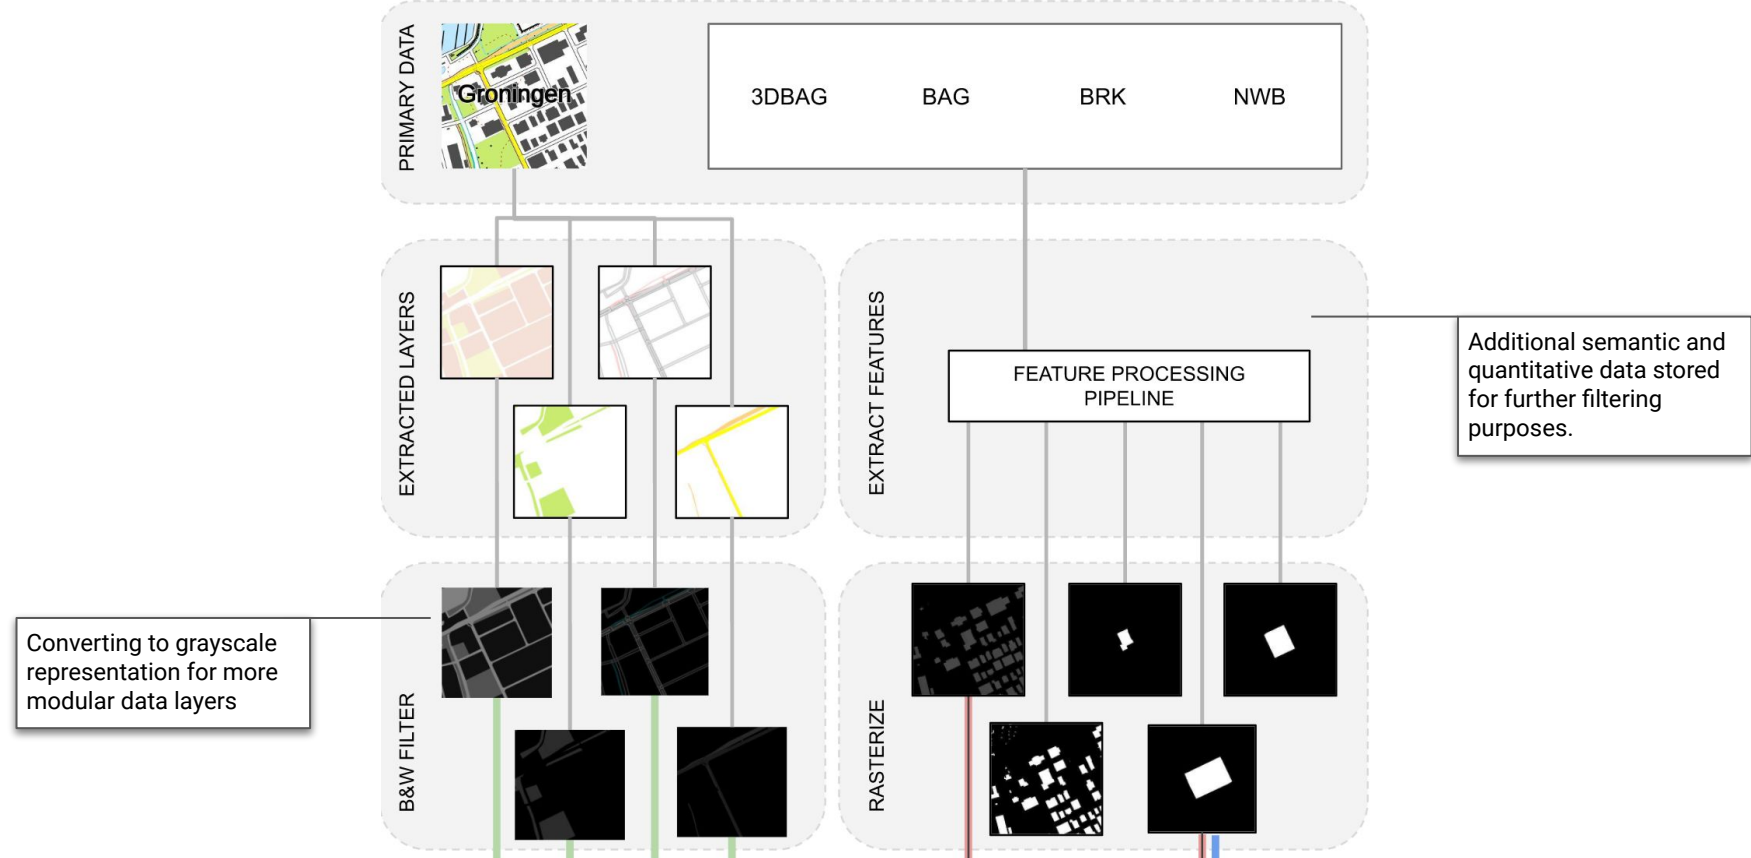 PRIMARY DATA
Groningen
3DBAG
BAG
BRK
NWB
EXTRACTED LAYERS
EXTRACT FEATURES
FEATURE PROCESSING
PIPELINE
Additional semantic and
quantitative data stored
for further filtering
purposes.
Converting to grayscale
representation for more
modular data layers
B&W FILTER
RASTERIZE